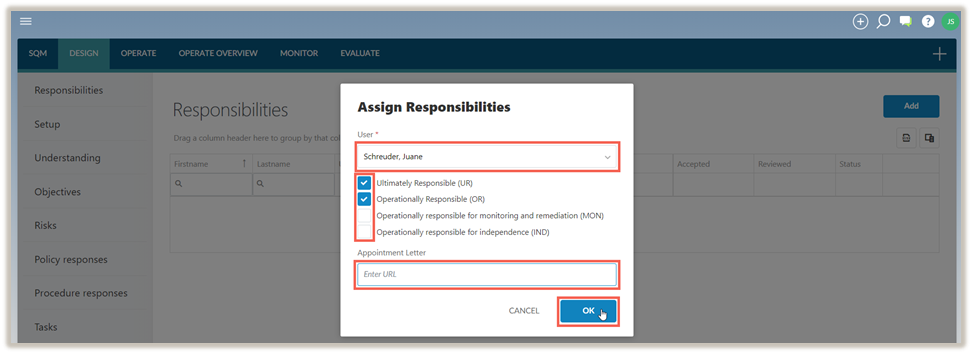 JS
SQM DESIGN OPERATE OPERATE OVERVIEW MONITOR EVALUATE
Responsibilities
Setup
Understanding
Objectives
Risks
Policy responses
Procedure responses
Tasks
Responsibilities
Add
Drag a column header here to group by that col
Firstname Lastname Accepted Reviewed Status
Assign Responsibilities
User *
Schreuder, Juane
Ultimately Responsible (UR)
Operationally Responsible (OR)
Operationally responsible for monitoring and remediation (MON)
Operationally responsible for independence (IND)
Appointment Letter
Enter URL
CANCEL OK